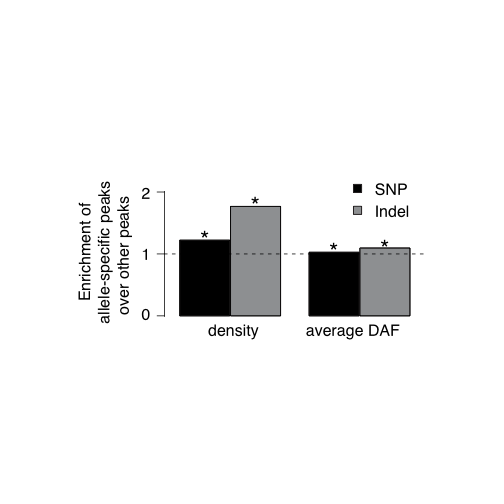 Enrichment of
allele-specific peaks
over other peaks
2
1
0
SNP
Indel
*
*
*
*
density
average DAF